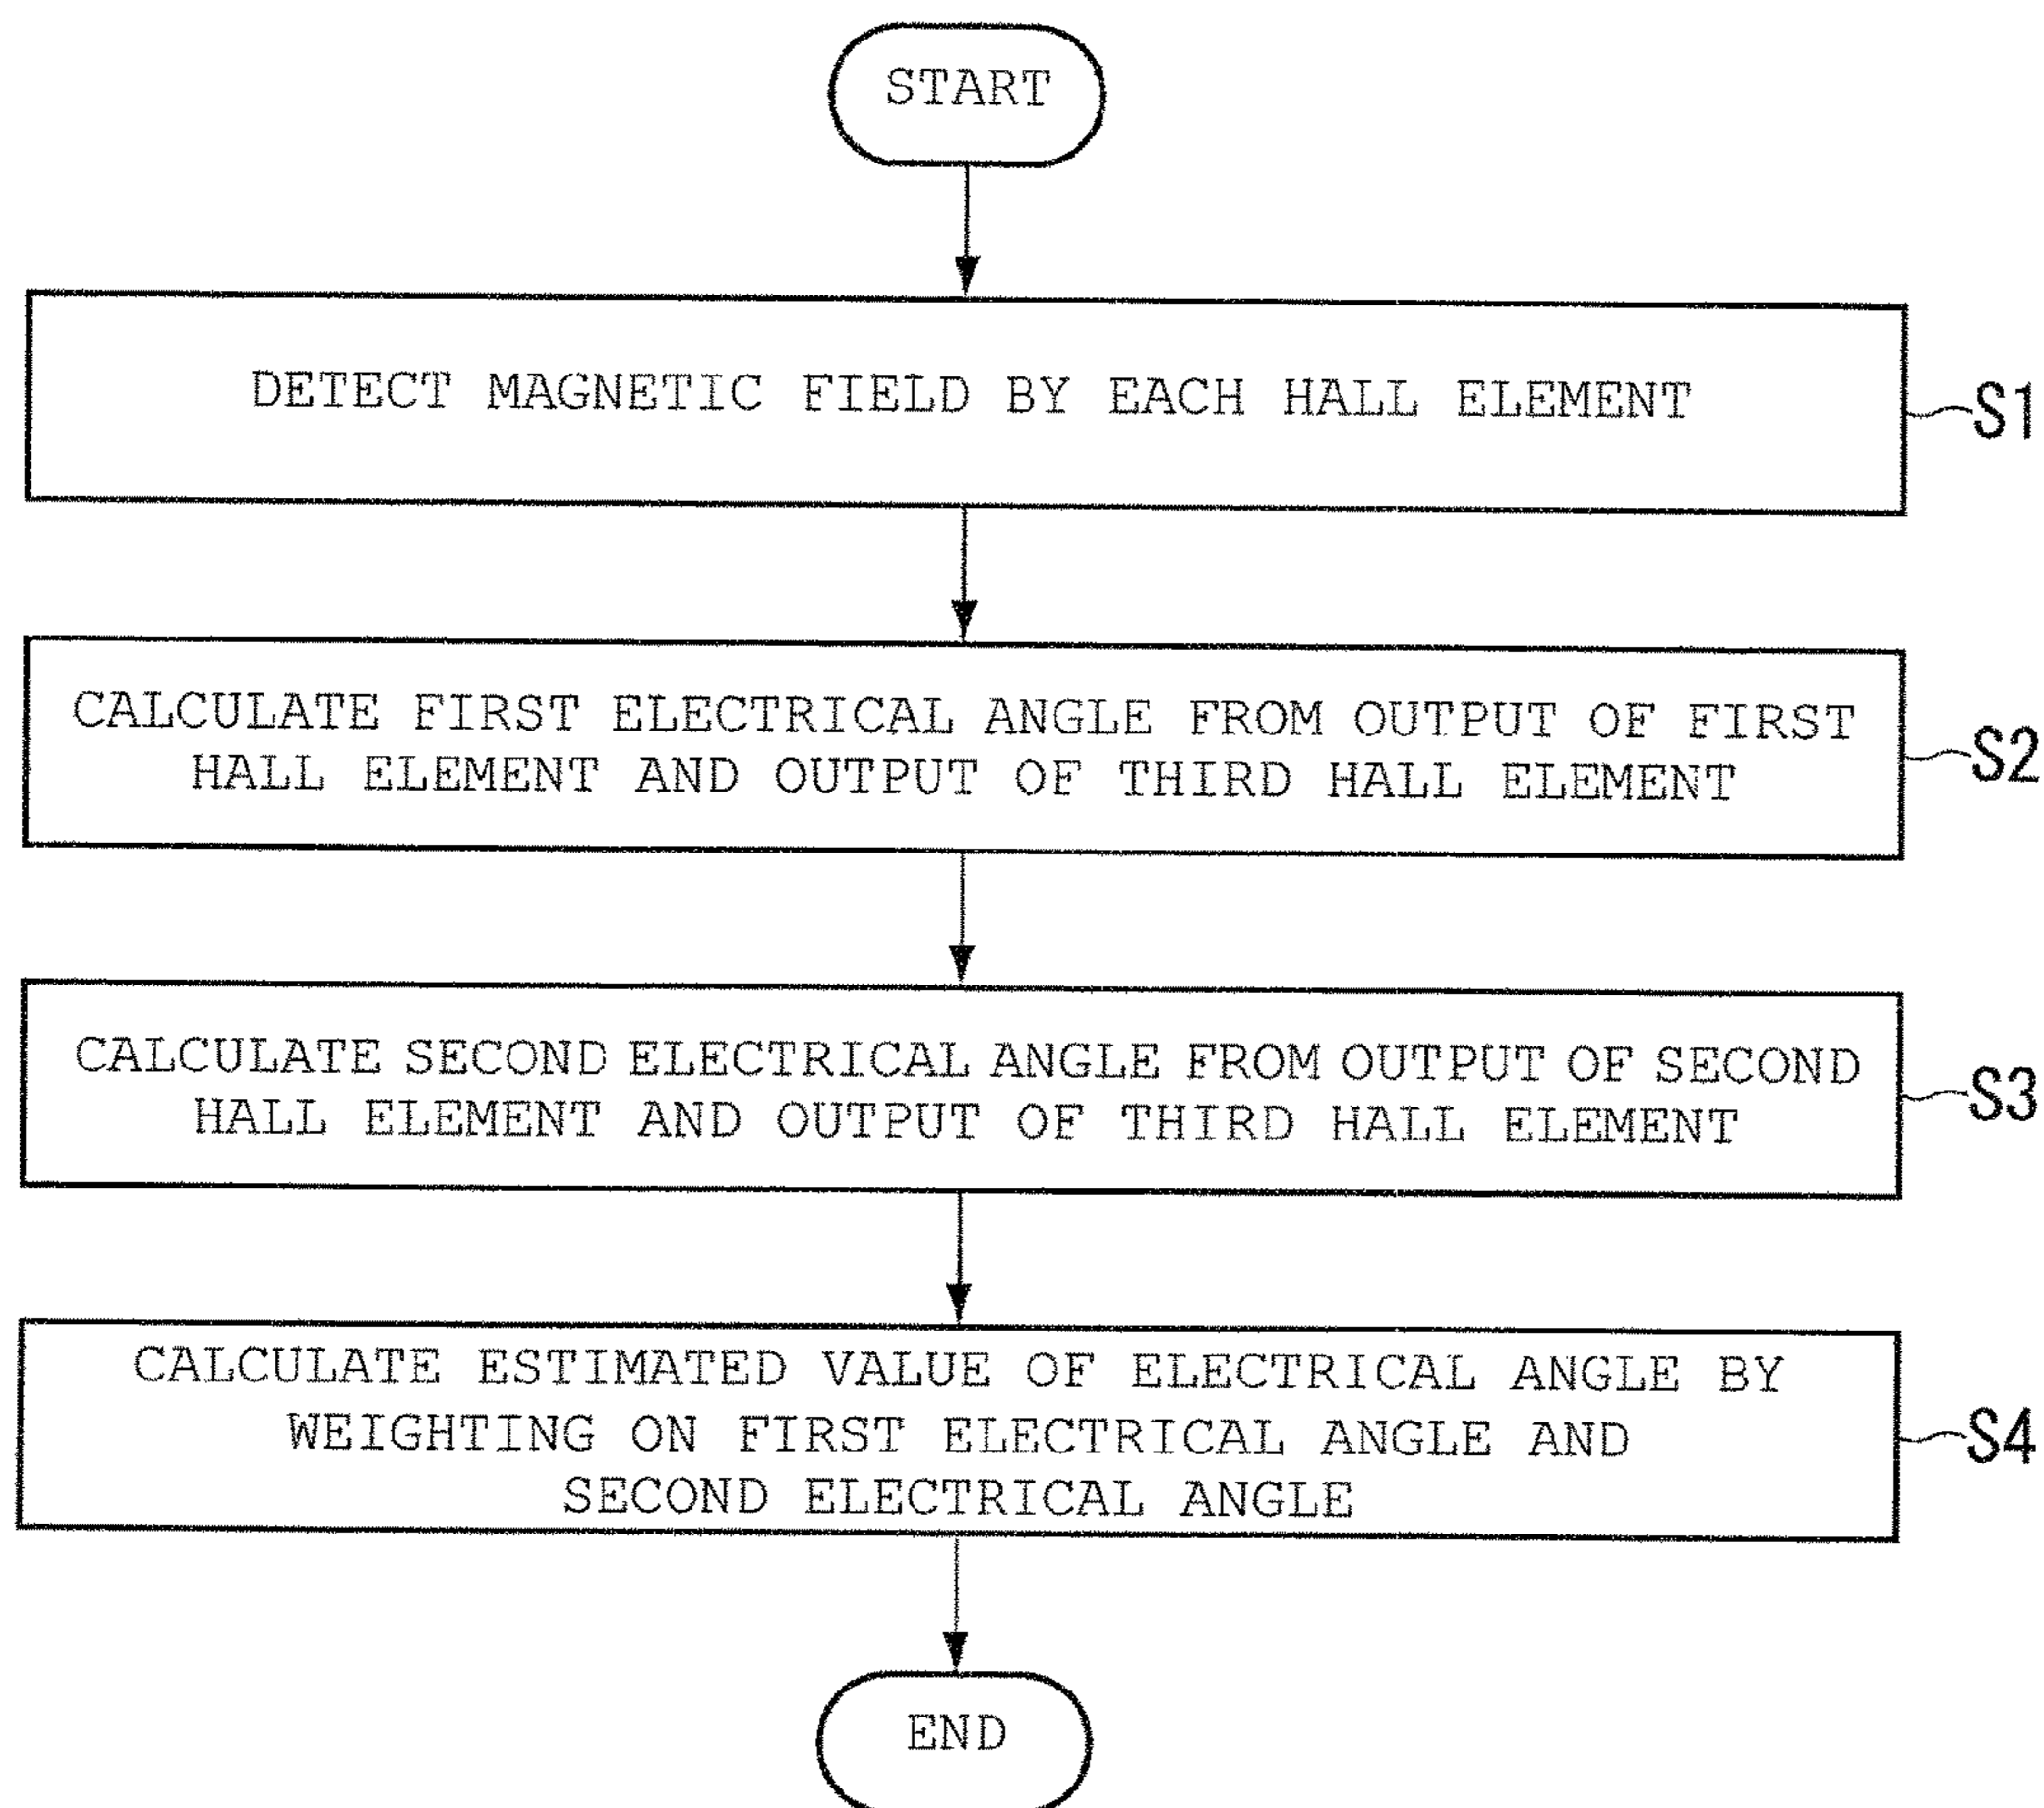 START
DETECT MAGNETIC FIELD BY EACH HALL ELEMENT
S1
CALCULATE FIRST ELECTRICAL ANGLE FROM OUTPUT OF FIRST
HALL ELEMENT AND OUTPUT OF THIRD HALL ELEMENT
S2
CALCULATE SECOND ELECTRICAL ANGLE FROM OUTPUT OF SECOND
HALL ELEMENT AND OUTPUT OF THIRD HALL ELEMENT
S3
CALCULATE ESTIMATED VALUE OF ELECTRICAL ANGLE BY
WEIGHTING ON FIRST ELECTRICAL ANGLE AND
SECOND ELECTRICAL ANGLE
S4
END